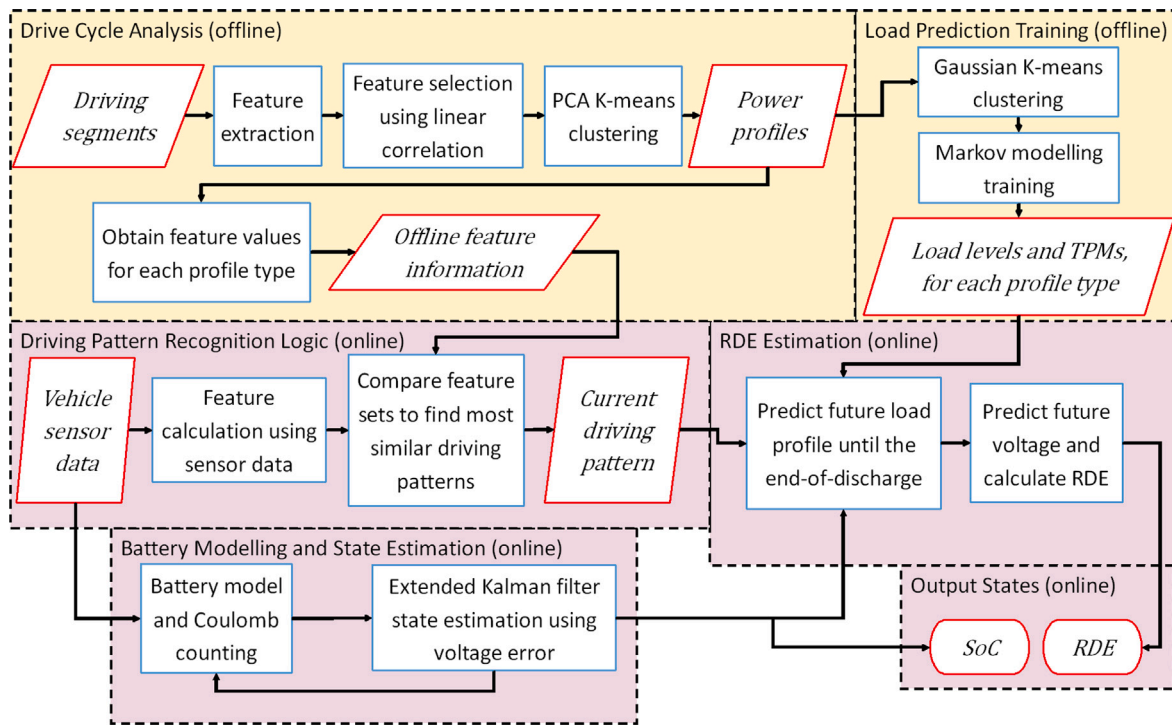 Drive Cycle Analysis (offline)
Driving
segments
Feature
extraction
Feature selection
using linear
correlation
PCA K-means
clustering
Power
profiles
Obtain feature values
for each profile type
Offline feature
information
Load Prediction Training (offline)
Gaussian K-means
clustering
Markov modelling
training
Load levels and TPMs,
for each profile type
Driving Pattern Recognition Logic (online)
Vehicle
sensor
data
Feature
calculation using
sensor data
Compare feature
sets to find most
similar driving
patterns
Current
driving
pattern
RDE Estimation (online)
Predict future load
profile until the
end-of-discharge
Predict future
voltage and
calculate RDE
Battery Modelling and State Estimation (online)
Battery model
and Coulomb
counting
Extended Kalman filter
state estimation using
voltage error
Output States (online)
SoC
RDE